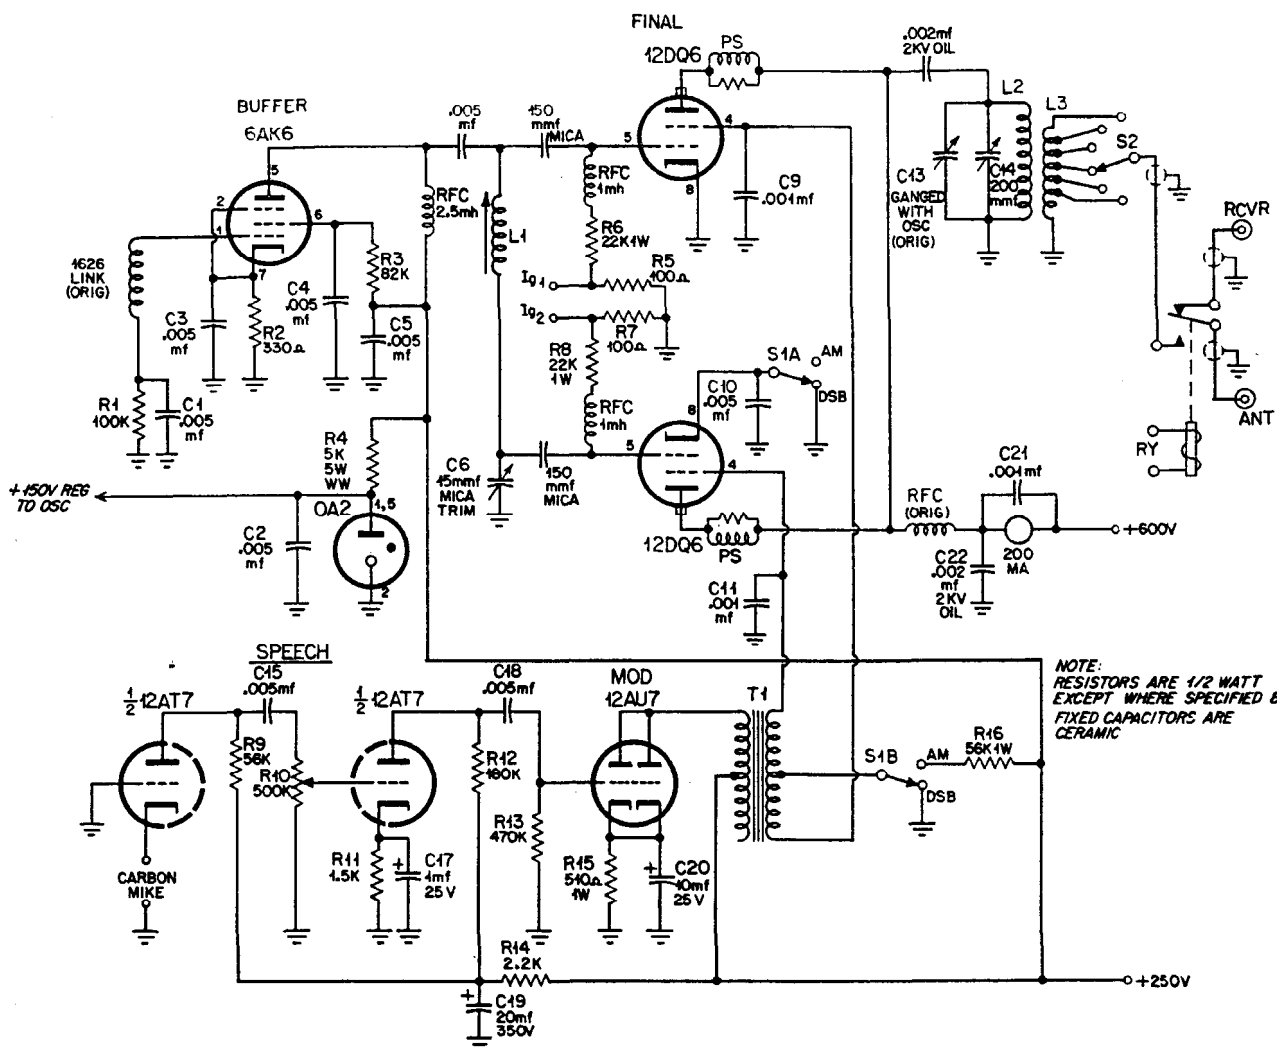 FINAL
12DQ6
PS
.002mf
2KV OIL
BUFFER
6AK6
5
2
1
6
7
.005
mf
150
mmf
MICA
5
4
8
RFC
1mh
RFC
2.5mh
L1
R6
22K 1W
C9
.001mf
L2
L3
S2
C13
GANGED
WITH
OSC
(ORIG)
C14
200
mmf
RCVR
1626
LINK
(ORIG)
R3
82K
C4
.005
mf
C3
.005
mf
R2
330Ω
C5
.005
mf
Ig1
R5
100Ω
Ig2
R7
100Ω
R8
22K
1W
RFC
1mh
S1A
AM
DSB
C10
.005
mf
8
5
4
R1
100K
C1
.005
mf
R4
5K
5W
WW
C6
15mmf
MICA
TRIM
150
mmf
MICA
ANT
RY
+150V REG
TO OSC
OA2
1,5
2
C2
.005
mf
12DQ6
PS
RFC
(ORIG)
C21
.001mf
200
MA
+600V
C22
.002
mf
2KV
OIL
C11
.001
mf
SPEECH
1/2 12AT7
C15
.005mf
1/2 12AT7
C18
.005mf
MOD
12AU7
T1
NOTE:
RESISTORS ARE 1/2 WATT
EXCEPT WHERE SPECIFIED &
FIXED CAPACITORS ARE
CERAMIC
R9
56K
R10
500K
R12
180K
R13
470K
S1B
AM
DSB
R16
56K 1W
CARBON
MIKE
R11
1.5K
C17
1mf
25V
R15
510Ω
1W
C20
10mf
25V
R14
2.2K
C19
20mf
350V
+250V